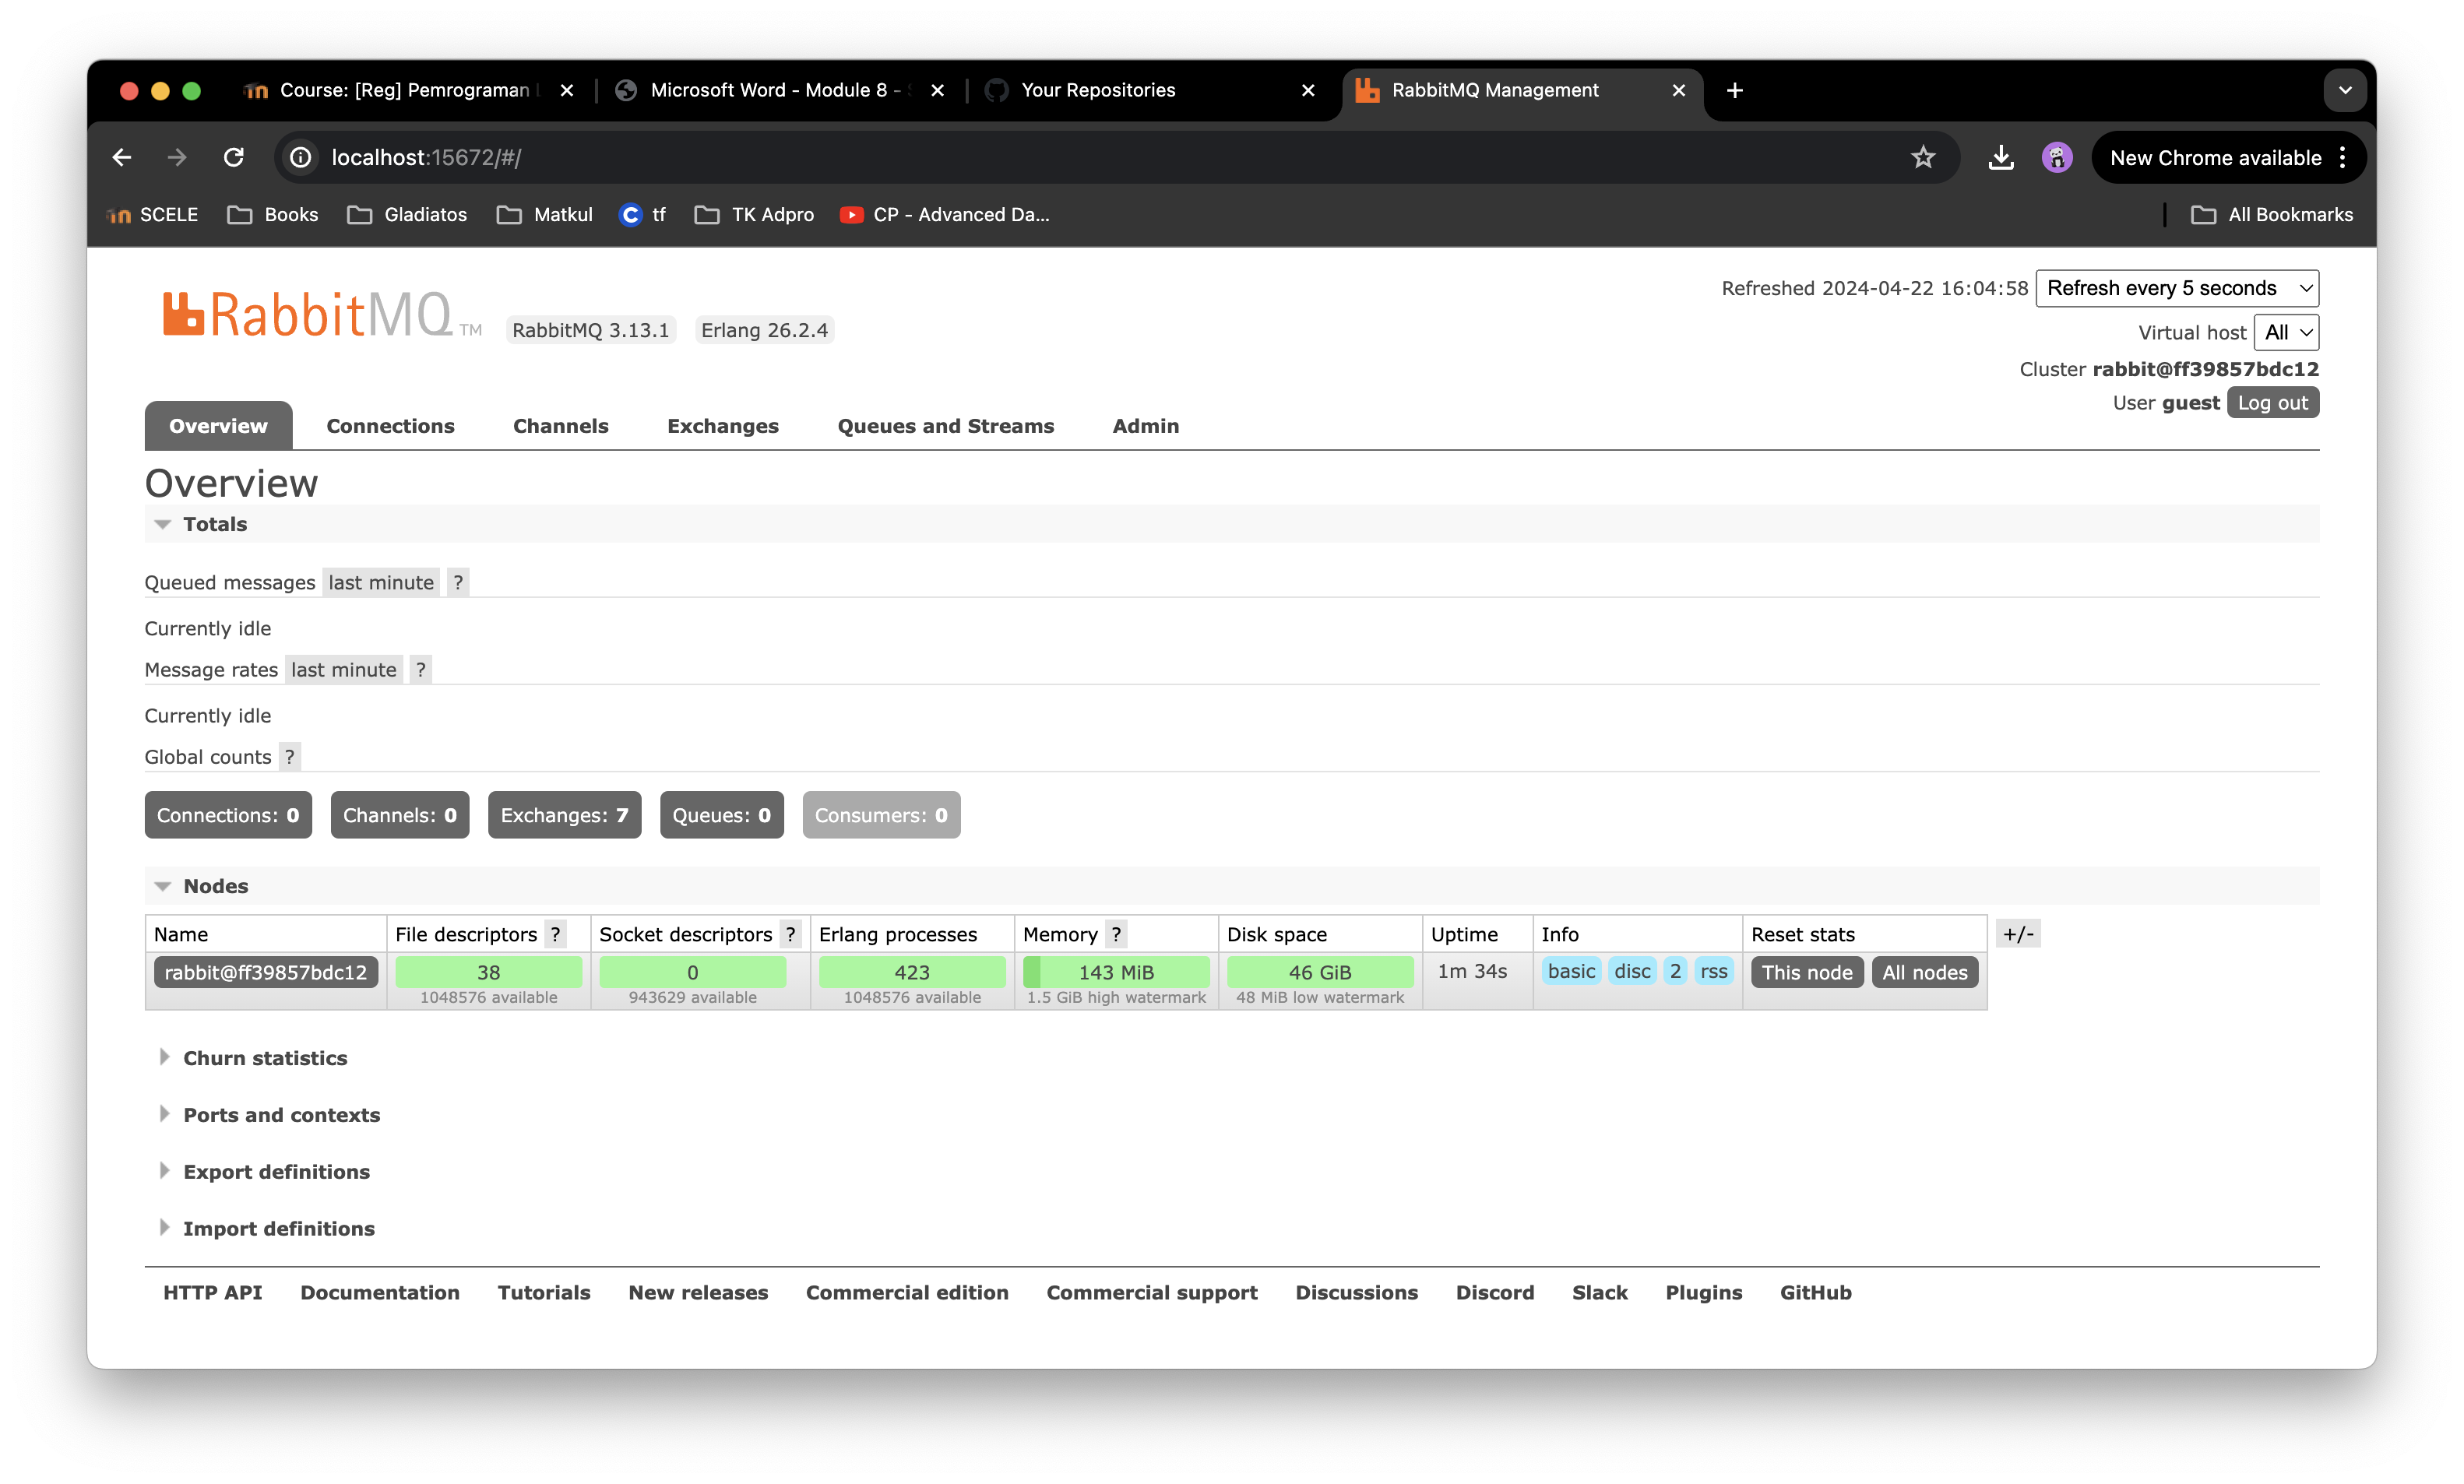 Course: [Reg] Pemrograman
Microsoft Word - Module 8 -
Your Repositories
RabbitMQ Management
localhost:15672/#/
New Chrome available
SCELE
Books
Gladiatos
Matkul
tf
TK Adpro
CP - Advanced Da...
All Bookmarks
RabbitMQ TM
RabbitMQ 3.13.1
Erlang 26.2.4
Refreshed 2024-04-22 16:04:58 Refresh every 5 seconds
Virtual host All
Cluster rabbit@ff39857bdc12
User guest Log out
Overview Connections Channels Exchanges Queues and Streams Admin
Overview
Totals
Queued messages last minute ?
Currently idle
Message rates last minute ?
Currently idle
Global counts ?
Connections: 0 Channels: 0 Exchanges: 7 Queues: 0 Consumers: 0
Nodes
Name File descriptors ? Socket descriptors ? Erlang processes Memory ? Disk space Uptime Info Reset stats +/-
rabbit@ff39857bdc12 38 0 423 143 MiB 46 GiB 1m 34s basic disc 2 rss This node All nodes
1048576 available 943629 available 1048576 available 1.5 GiB high watermark 48 MiB low watermark
Churn statistics
Ports and contexts
Export definitions
Import definitions
HTTP API Documentation Tutorials New releases Commercial edition Commercial support Discussions Discord Slack Plugins GitHub